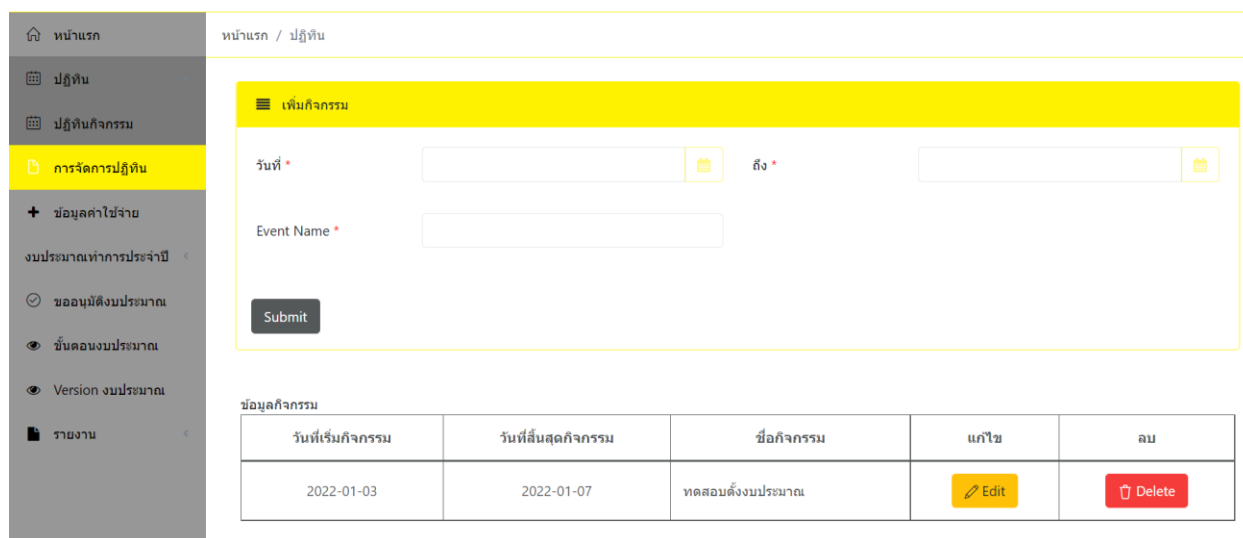 หน้าแรก
ปฏิทิน
ปฏิทินกิจกรรม
การจัดการปฏิทิน
ข้อมูลค่าใช้จ่าย
งบประมาณทำการประจำปี
ขออนุมัติงบประมาณ
ขั้นตอนงบประมาณ
Version งบประมาณ
รายงาน
หน้าแรก / ปฏิทิน
เพิ่มกิจกรรม
วันที่ * ถึง *
Event Name *
Submit
ข้อมูลกิจกรรม
วันที่เริ่มกิจกรรม วันที่สิ้นสุดกิจกรรม ชื่อกิจกรรม แก้ไข ลบ
2022-01-03 2022-01-07 ทดสอบตั้งงบประมาณ Edit Delete